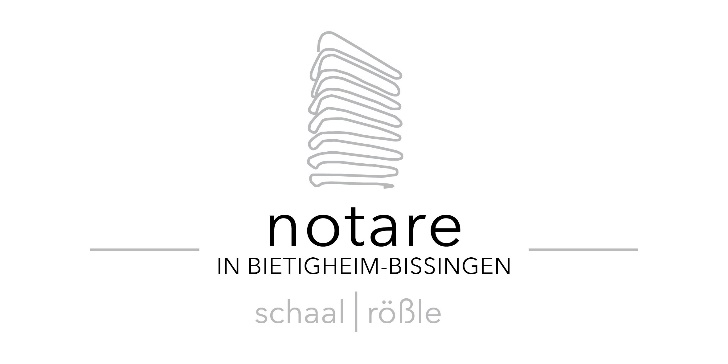 notare
IN BIETIGHEIM-BISSINGEN
schaal | rößle